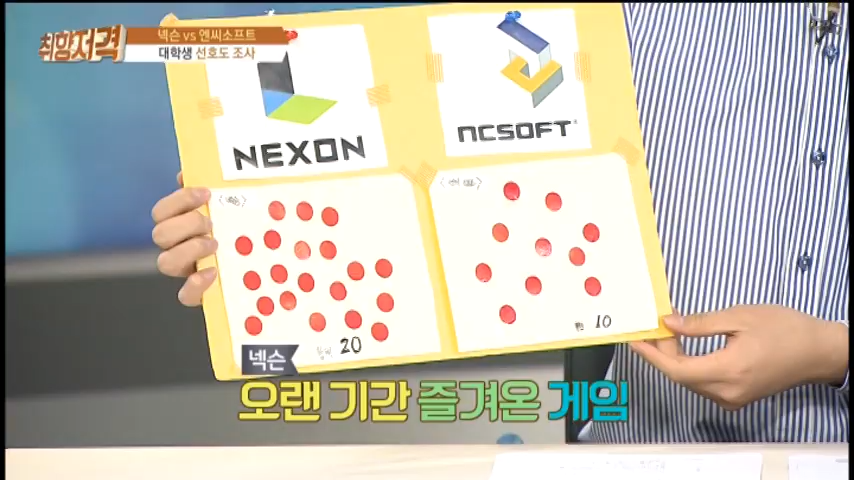 취향저격
넥슨 vs 엔씨소프트
대학생 선호도 조사
NEXON
NCSOFT
20
10
넥슨
오랜 기간 즐겨온 게임